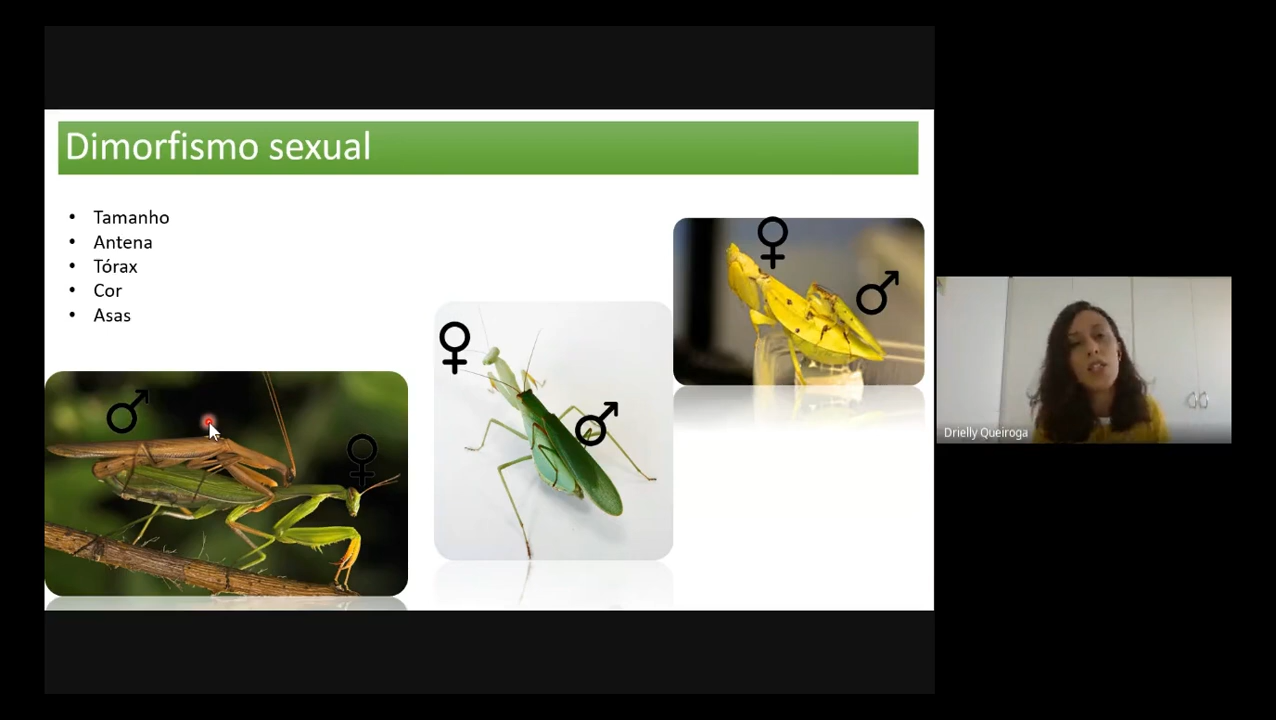 Dimorfismo sexual
• Tamanho
• Antena
• Tórax
• Cor
• Asas
Drielly Queiroga